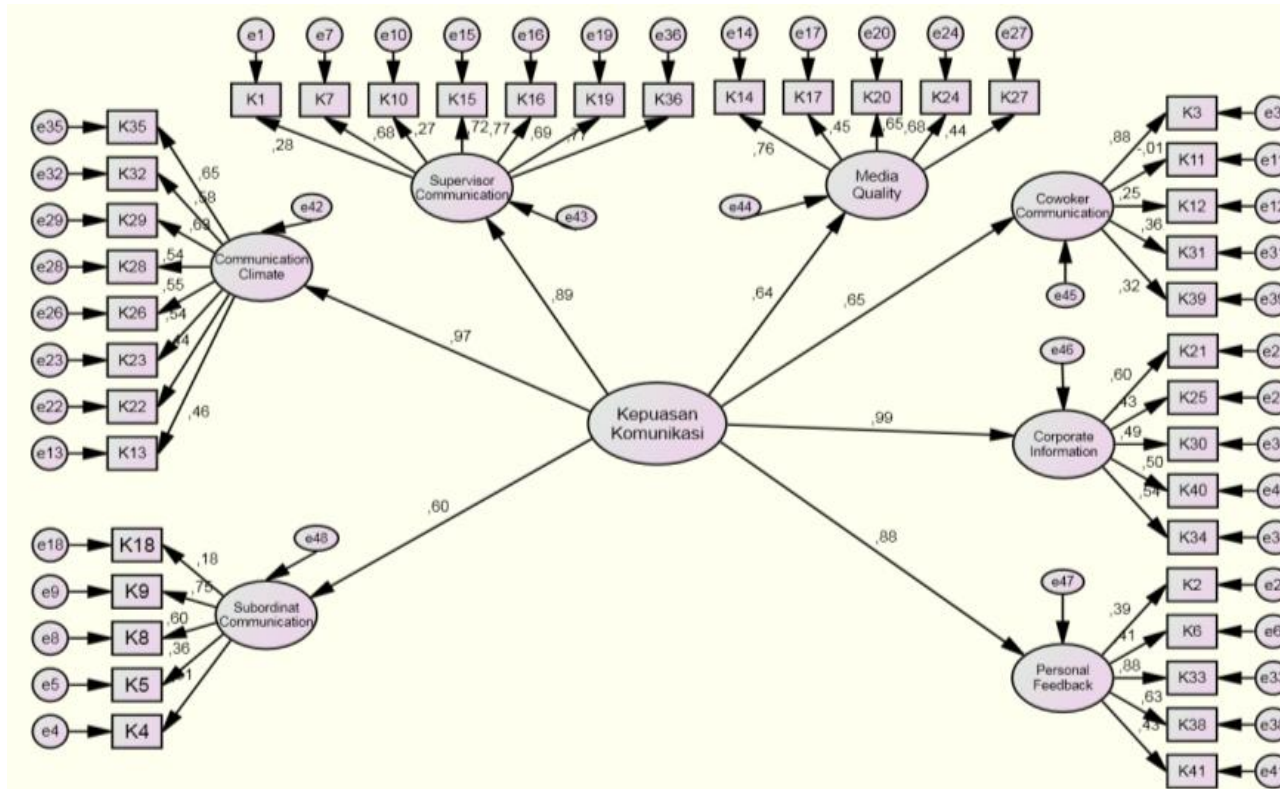 e1 e7 e10 e15 e16 e19 e36
K1 K7 K10 K15 K16 K19 K36
,28 ,68 ,27 ,72 ,77 ,69
Supervisor
Communication
e43
e14 e17 e20 e24 e27
K14 K17 K20 K24 K27
,76 ,45 ,65 ,68 ,44
Media
Quality
e44
e35 K35 ,65
e32 K32 ,58
e29 K29
e28 K28 ,54
e26 K26 ,55
e23 K23 ,54
e22 K22
e13 K13 ,46
e42
Communication
Climate
K3 ,88
K11 -,01
K12 ,25
K31 ,36
K39 ,32
Cowoker
Communication
e45
,97
,89
,64
,65
,99
,88
,60
Kepuasan
Komunikasi
e46
Corporate
Information
K21 ,60
K25
K30 ,49
K40 ,50
K34 ,54
e18 K18 ,18
e9 K9 ,75
e8 K8 ,60
e5 K5 ,36
e4 K4
e48
Subordinat
Communication
e47
Personal
Feedback
K2 ,39
K6
K33 ,88
K38 ,63
K41 ,43